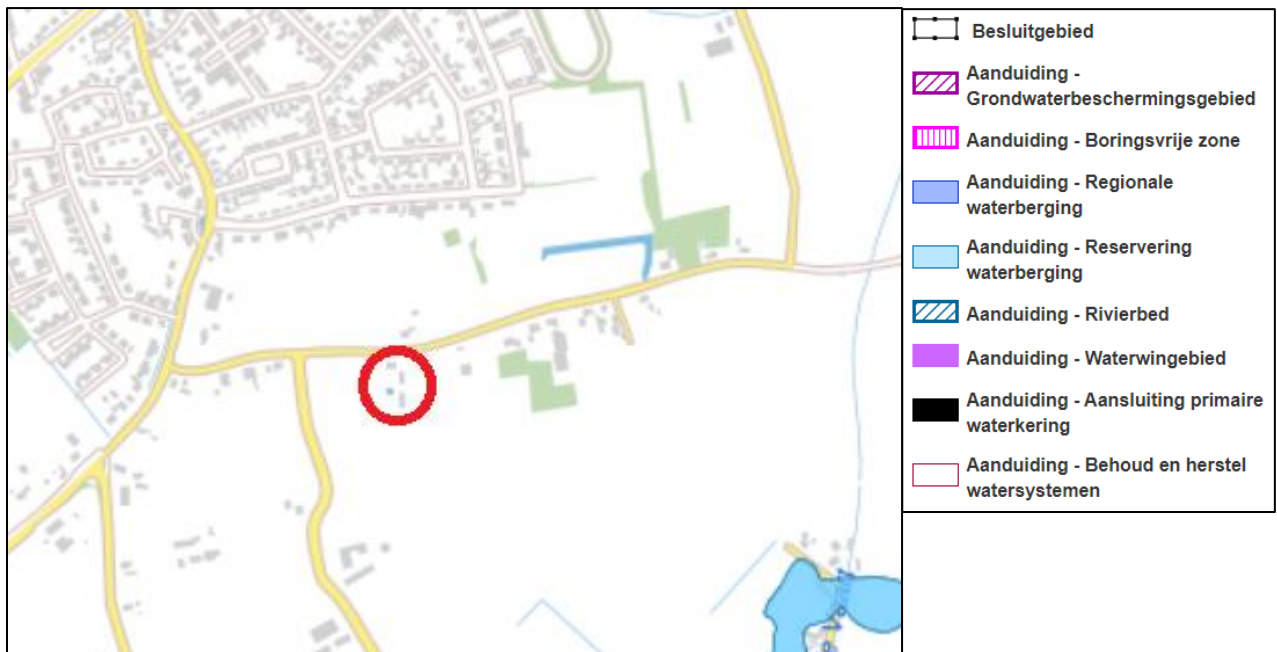 Besluitgebied
Aanduiding -
Grondwaterbeschermingsgebied
Aanduiding - Boringsvrije zone
Aanduiding - Regionale
waterberging
Aanduiding - Reservering
waterberging
Aanduiding - Rivierbed
Aanduiding - Waterwingebied
Aanduiding - Aansluiting primaire
waterkering
Aanduiding - Behoud en herstel
watersystemen